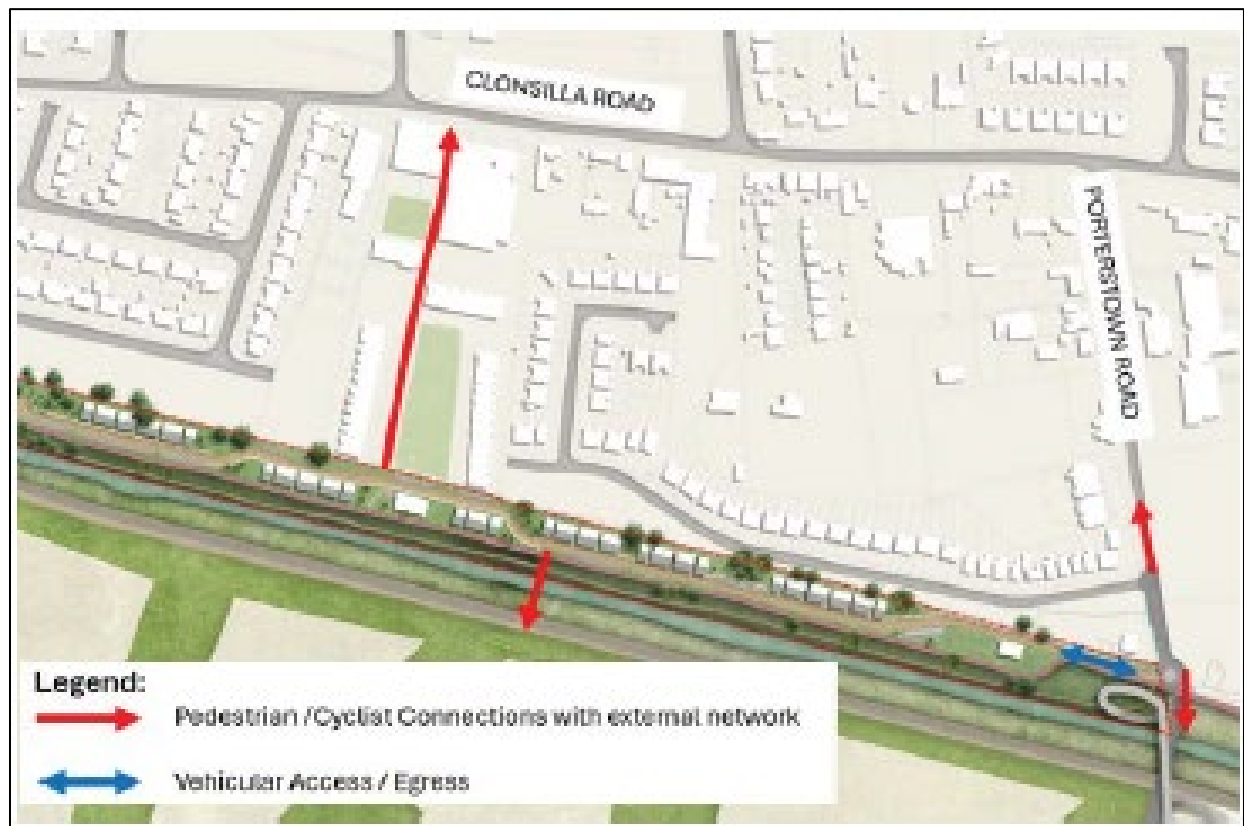 CLONSILLA ROAD
PORTERSTOWN ROAD
Legend:
Pedestrian /Cyclist Connections with external network
Vehicular Access / Egress